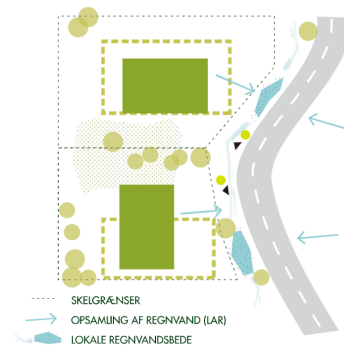 SKELGRÆNSER
OPSAMLING AF REGNVAND (LAR)
LOKALE REGNVANDSBEDE